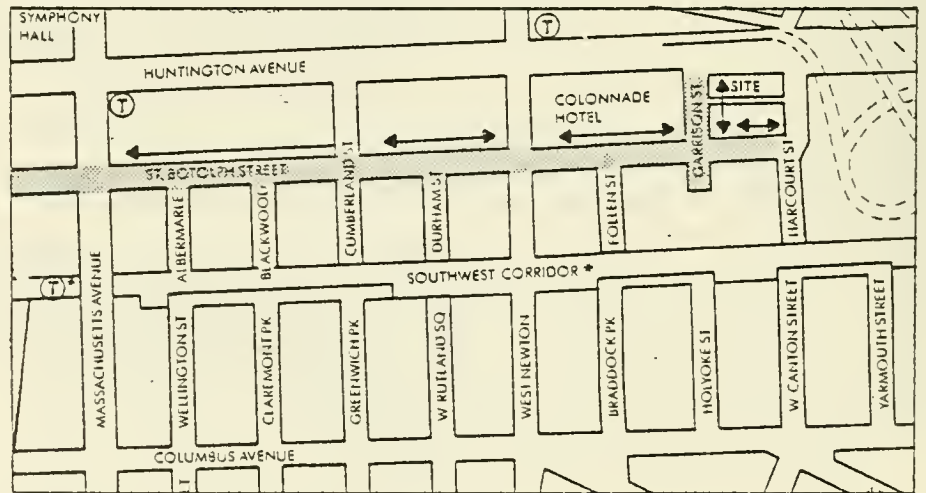 SYMPHONY
HALL
T
HUNTINGTON AVENUE
T
COLONNADE
HOTEL
GARRISON ST.
SITE
ST. BOTOLPH STREET
ALBERMARLE
BLACKWOOD
CUMBERLAND ST
DURHAM ST
FOLLEN ST
HARCOURT ST
T*
SOUTHWEST CORRIDOR *
MASSACHUSETTS AVENUE
WELLINGTON ST
CLAREMONT PK
GREENWICH PK
W RUTLAND SQ
WEST NEWTON
BRADDOCK PK
HOLYOKE ST
W CANTON STREET
YARMOUTH STREET
COLUMBUS AVENUE